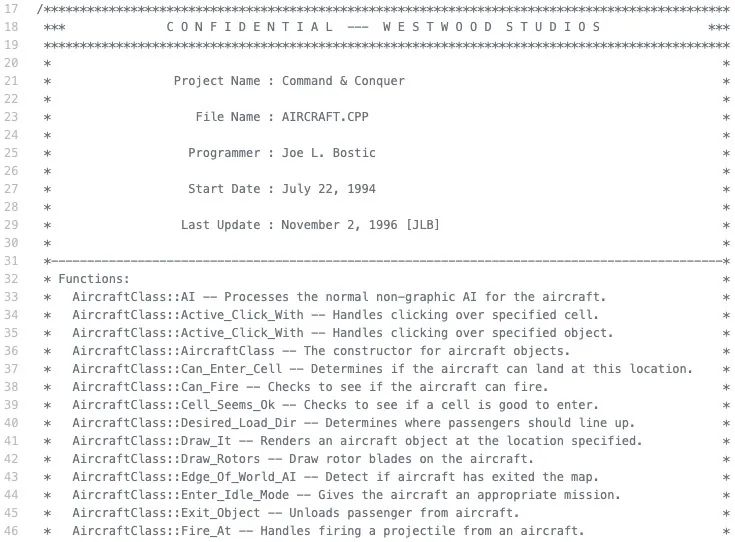 17 /***********************************************************************************************
18 ***              C O N F I D E N T I A L  ---  W E S T W O O D  S T U D I O S               ***
19 ***********************************************************************************************
20 *                                                                                             *
21 *                 Project Name : Command & Conquer                                            *
22 *                                                                                             *
23 *                    File Name : AIRCRAFT.CPP                                                 *
24 *                                                                                             *
25 *                   Programmer : Joe L. Bostic                                                *
26 *                                                                                             *
27 *                   Start Date : July 22, 1994                                                *
28 *                                                                                             *
29 *                  Last Update : November 2, 1996 [JLB]                                       *
30 *                                                                                             *
31 *---------------------------------------------------------------------------------------------*
32 * Functions:                                                                                  *
33 *   AircraftClass::AI -- Processes the normal non-graphic AI for the aircraft.                *
34 *   AircraftClass::Active_Click_With -- Handles clicking over specified cell.                 *
35 *   AircraftClass::Active_Click_With -- Handles clicking over specified object.               *
36 *   AircraftClass::AircraftClass -- The constructor for aircraft objects.                     *
37 *   AircraftClass::Can_Enter_Cell -- Determines if the aircraft can land at this location.    *
38 *   AircraftClass::Can_Fire -- Checks to see if the aircraft can fire.                        *
39 *   AircraftClass::Cell_Seems_Ok -- Checks to see if a cell is good to enter.                 *
40 *   AircraftClass::Desired_Load_Dir -- Determines where passengers should line up.            *
41 *   AircraftClass::Draw_It -- Renders an aircraft object at the location specified.           *
42 *   AircraftClass::Draw_Rotors -- Draw rotor blades on the aircraft.                          *
43 *   AircraftClass::Edge_Of_World_AI -- Detect if aircraft has exited the map.                 *
44 *   AircraftClass::Enter_Idle_Mode -- Gives the aircraft an appropriate mission.              *
45 *   AircraftClass::Exit_Object -- Unloads passenger from aircraft.                            *
46 *   AircraftClass::Fire_At -- Handles firing a projectile from an aircraft.                   *